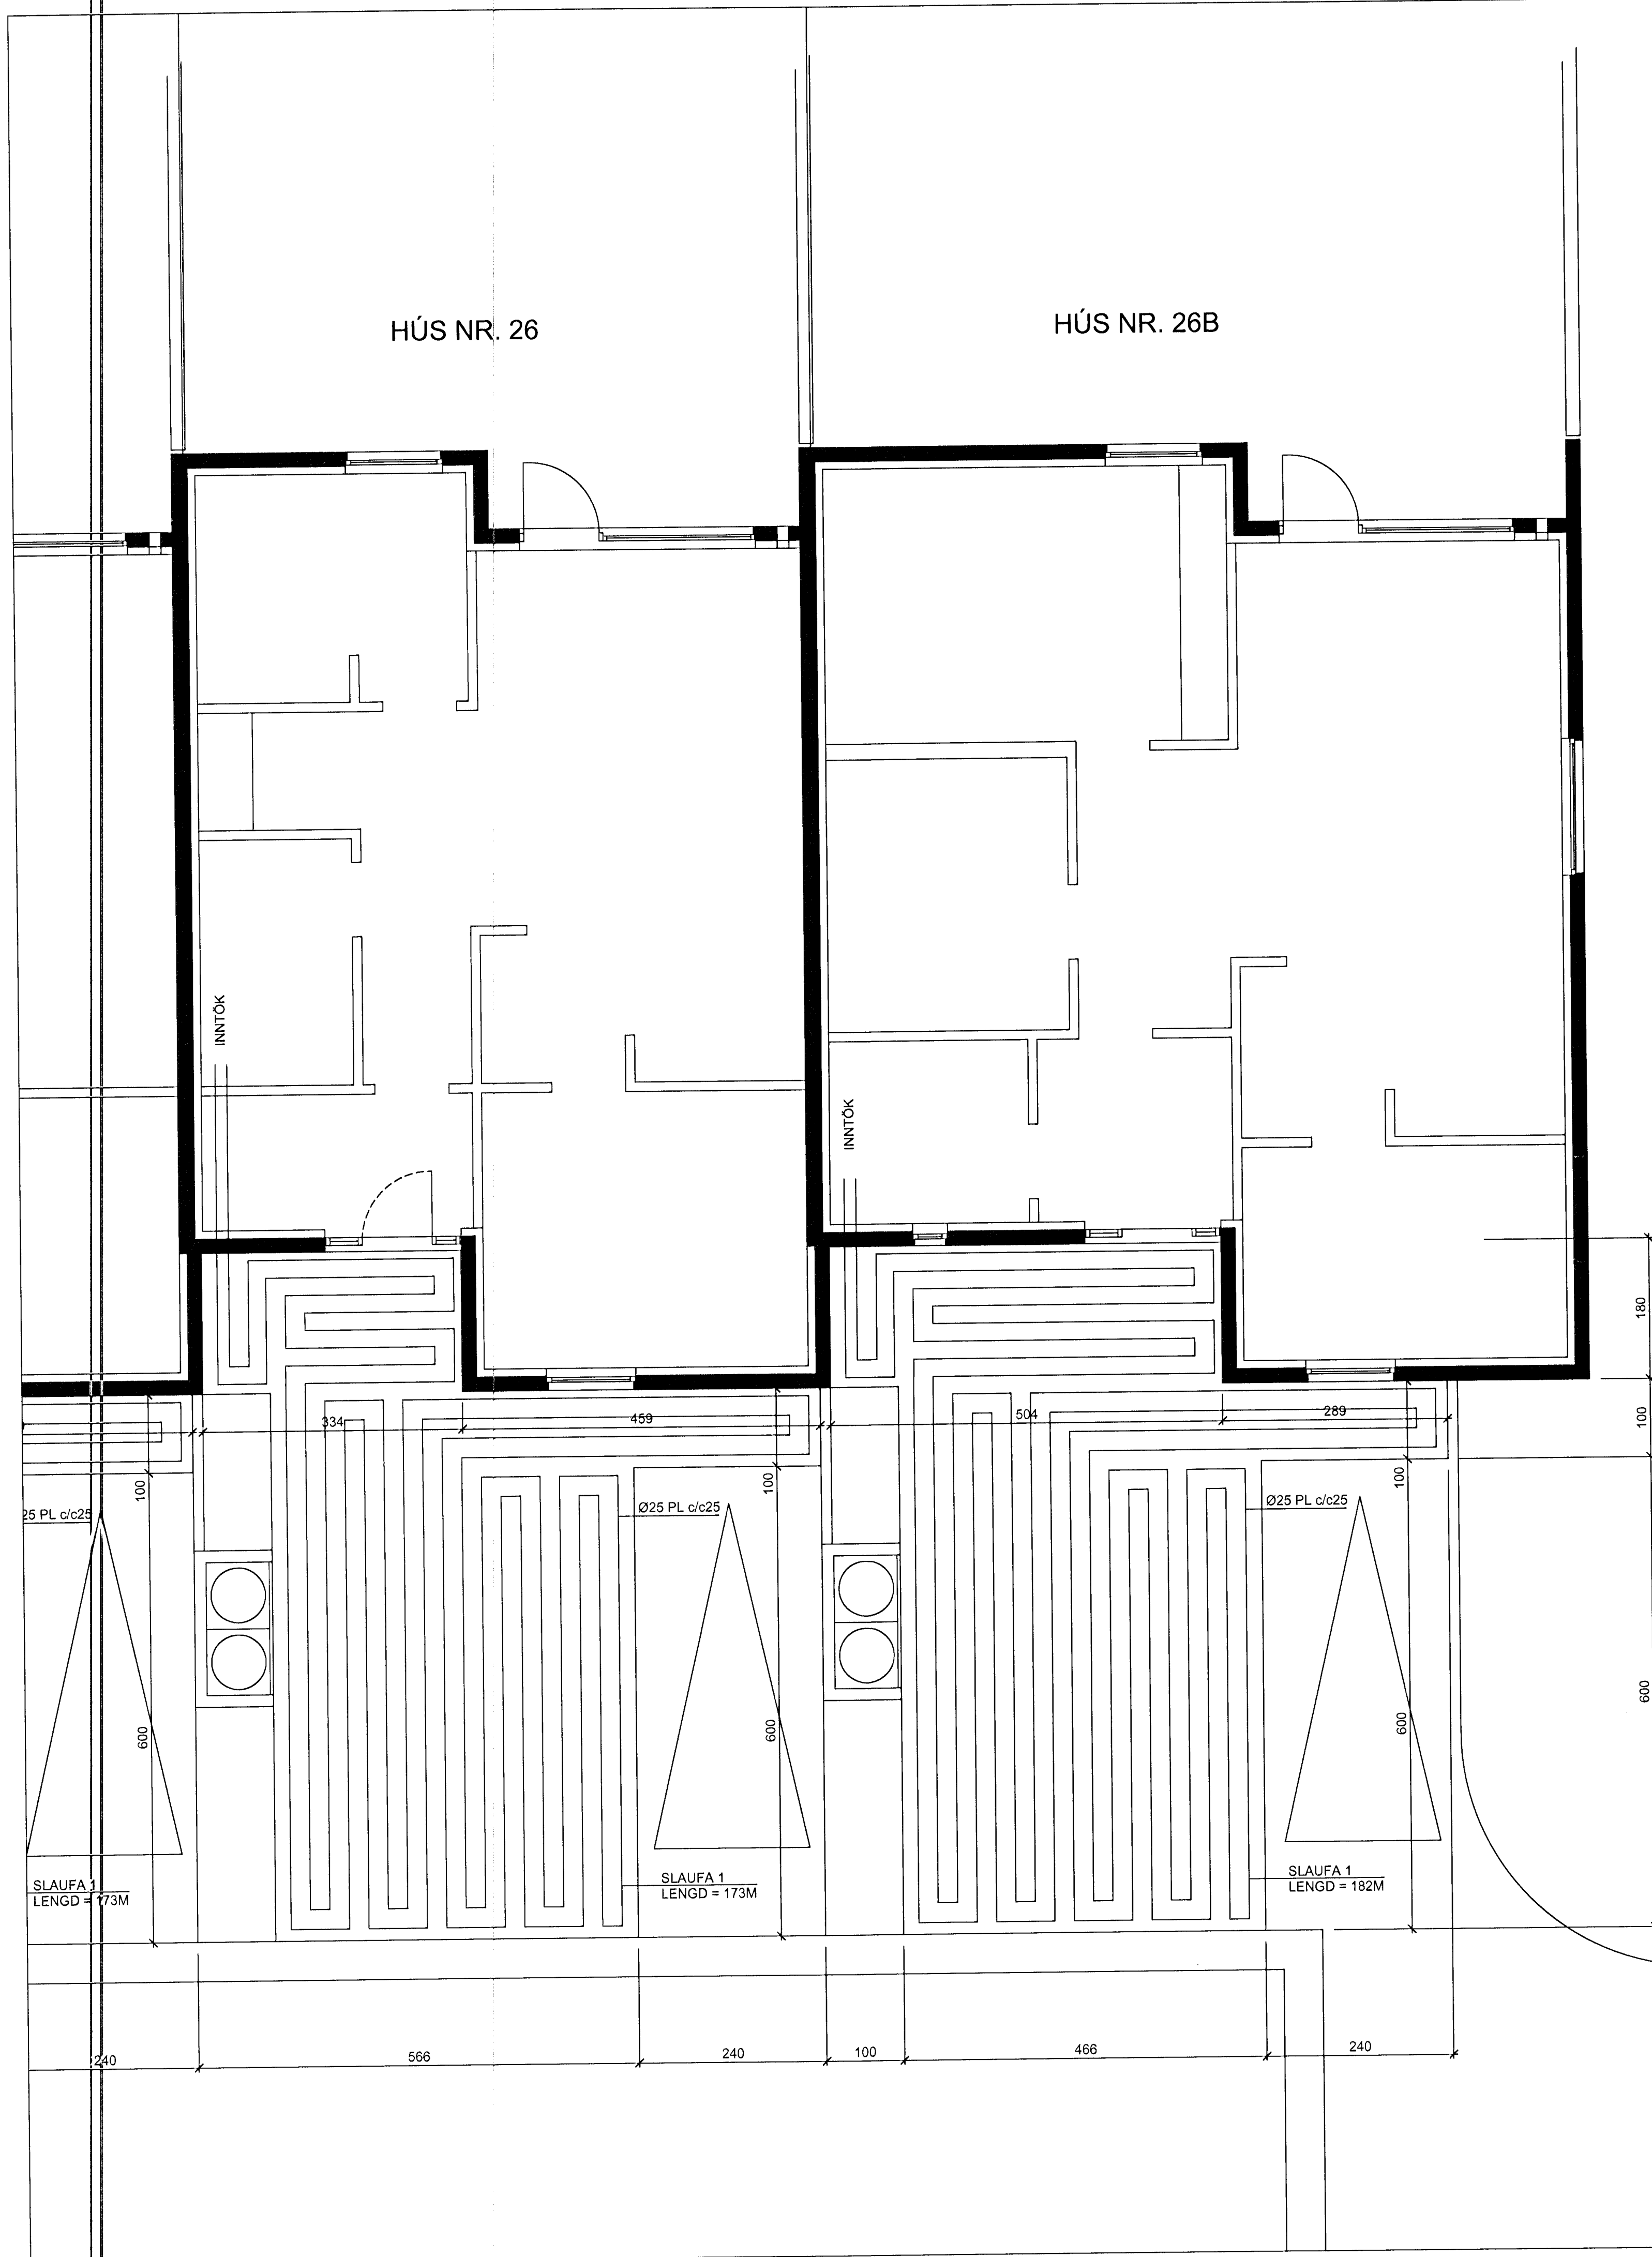 HÚS NR. 26
HÚS NR. 26B
INNTÖK
INNTÖK
180
334
459
504
289
100
100
100
100
25 PL c/c25
Ø25 PL c/c25
Ø25 PL c/c25
600
600
600
600
SLAUFA 1
LENGD = 173M
SLAUFA 1
LENGD = 173M
SLAUFA 1
LENGD = 182M
240
566
240
100
466
240